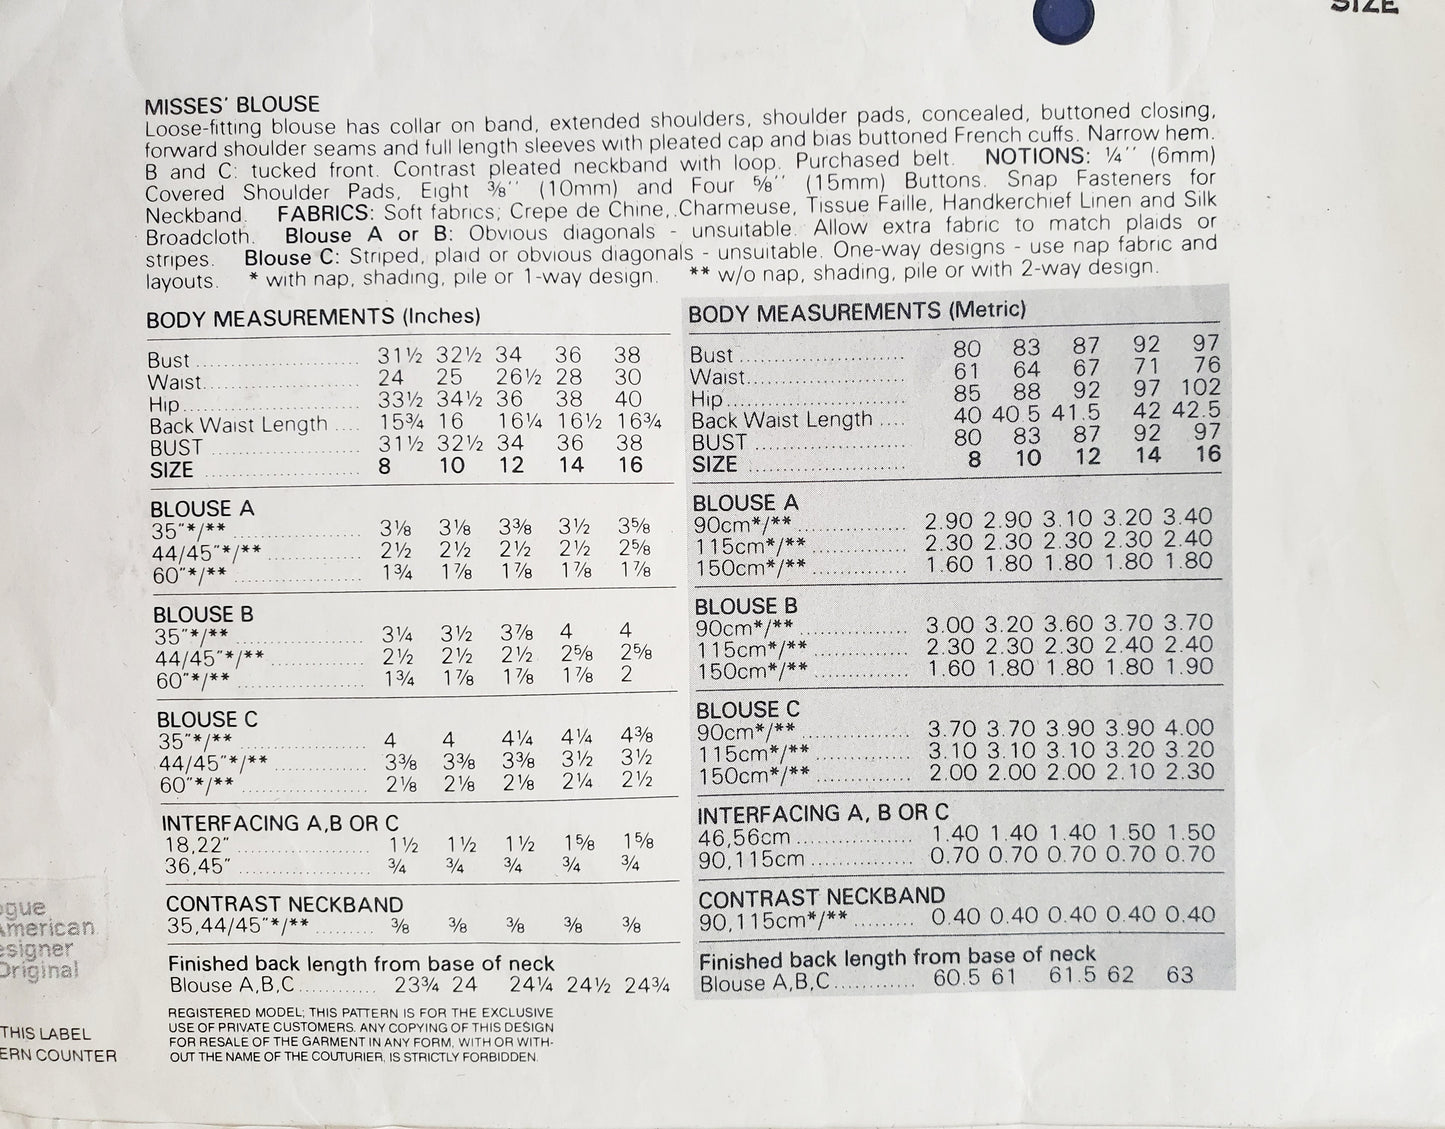 SIZE
MISSES' BLOUSE
Loose-fitting blouse has collar on band, extended shoulders, shoulder pads, concealed, buttoned closing,
forward shoulder seams and full length sleeves with pleated cap and bias buttoned French cuffs. Narrow hem.
B and C: tucked front. Contrast pleated neckband with loop. Purchased belt. NOTIONS: ¼'' (6mm)
Covered Shoulder Pads, Eight ⅜'' (10mm) and Four ⅝'' (15mm) Buttons. Snap Fasteners for
Neckband. FABRICS: Soft fabrics; Crepe de Chine, Charmeuse, Tissue Faille, Handkerchief Linen and Silk
Broadcloth. Blouse A or B: Obvious diagonals - unsuitable. Allow extra fabric to match plaids or
stripes. Blouse C: Striped, plaid or obvious diagonals - unsuitable. One-way designs - use nap fabric and
layouts. * with nap, shading, pile or 1-way design. ** w/o nap, shading, pile or with 2-way design.
BODY MEASUREMENTS (Inches)
Bust 31½ 32½ 34 36 38
Waist 24 25 26½ 28 30
Hip 33½ 34½ 36 38 40
Back Waist Length 15¾ 16 16¼ 16½ 16¾
BUST 31½ 32½ 34 36 38
SIZE 8 10 12 14 16
BLOUSE A
35"*/** 3⅛ 3⅛ 3⅜ 3½ 3⅝
44/45"*/** 2½ 2½ 2½ 2½ 2⅝
60"*/** 1¾ 1⅞ 1⅞ 1⅞ 1⅞
BLOUSE B
35"*/** 3¼ 3½ 3⅞ 4 4
44/45"*/** 2½ 2½ 2½ 2⅝ 2⅝
60"*/** 1¾ 1⅞ 1⅞ 1⅞ 2
BLOUSE C
35"*/** 4 4 4¼ 4¼ 4⅜
44/45"*/** 3⅜ 3⅜ 3⅜ 3½ 3½
60"*/** 2⅛ 2⅛ 2⅛ 2¼ 2½
INTERFACING A,B OR C
18,22" 1½ 1½ 1½ 1⅝ 1⅝
36,45" ¾ ¾ ¾ ¾ ¾
CONTRAST NECKBAND
35,44/45"*/** ⅜ ⅜ ⅜ ⅜ ⅜
Finished back length from base of neck
Blouse A,B,C 23¾ 24 24¼ 24½ 24¾
REGISTERED MODEL; THIS PATTERN IS FOR THE EXCLUSIVE
USE OF PRIVATE CUSTOMERS. ANY COPYING OF THIS DESIGN
FOR RESALE OF THE GARMENT IN ANY FORM, WITH OR WITH-
OUT THE NAME OF THE COUTURIER, IS STRICTLY FORBIDDEN.
BODY MEASUREMENTS (Metric)
Bust 80 83 87 92 97
Waist 61 64 67 71 76
Hip 85 88 92 97 102
Back Waist Length 40 40.5 41.5 42 42.5
BUST 80 83 87 92 97
SIZE 8 10 12 14 16
BLOUSE A
90cm*/** 2.90 2.90 3.10 3.20 3.40
115cm*/** 2.30 2.30 2.30 2.30 2.40
150cm*/** 1.60 1.80 1.80 1.80 1.80
BLOUSE B
90cm*/** 3.00 3.20 3.60 3.70 3.70
115cm*/** 2.30 2.30 2.30 2.40 2.40
150cm*/** 1.60 1.80 1.80 1.80 1.90
BLOUSE C
90cm*/** 3.70 3.70 3.90 3.90 4.00
115cm*/** 3.10 3.10 3.10 3.20 3.20
150cm*/** 2.00 2.00 2.00 2.10 2.30
INTERFACING A, B OR C
46,56cm 1.40 1.40 1.40 1.50 1.50
90,115cm 0.70 0.70 0.70 0.70 0.70
CONTRAST NECKBAND
90,115cm*/** 0.40 0.40 0.40 0.40 0.40
Finished back length from base of neck
Blouse A,B,C 60.5 61 61.5 62 63
ogue
American
esigner
Original
THIS LABEL
ERN COUNTER